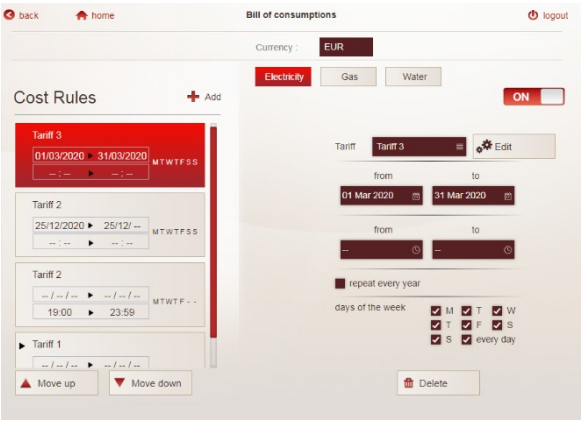 back
home
Bill of consumptions
logout
Currency :
EUR
Electricity
Gas
Water
Cost Rules
Add
ON
Tariff 3
01/03/2020 ► 31/03/2020
MTWTFSS
-- : -- ► -- : --
Tariff 2
25/12/2020 ► 25/12/ --
MTWTFSS
-- : -- ► -- : --
Tariff 2
-- / -- / -- ► -- / -- / --
MTWTF - -
19:00 ► 23:59
Tariff 1
-- / -- / -- ► -- / -- / --
Move up
Move down
Tariff
Tariff 3
Edit
from
to
01 Mar 2020
31 Mar 2020
from
to
--
--
repeat every year
days of the week
M T W
T F S
S every day
Delete